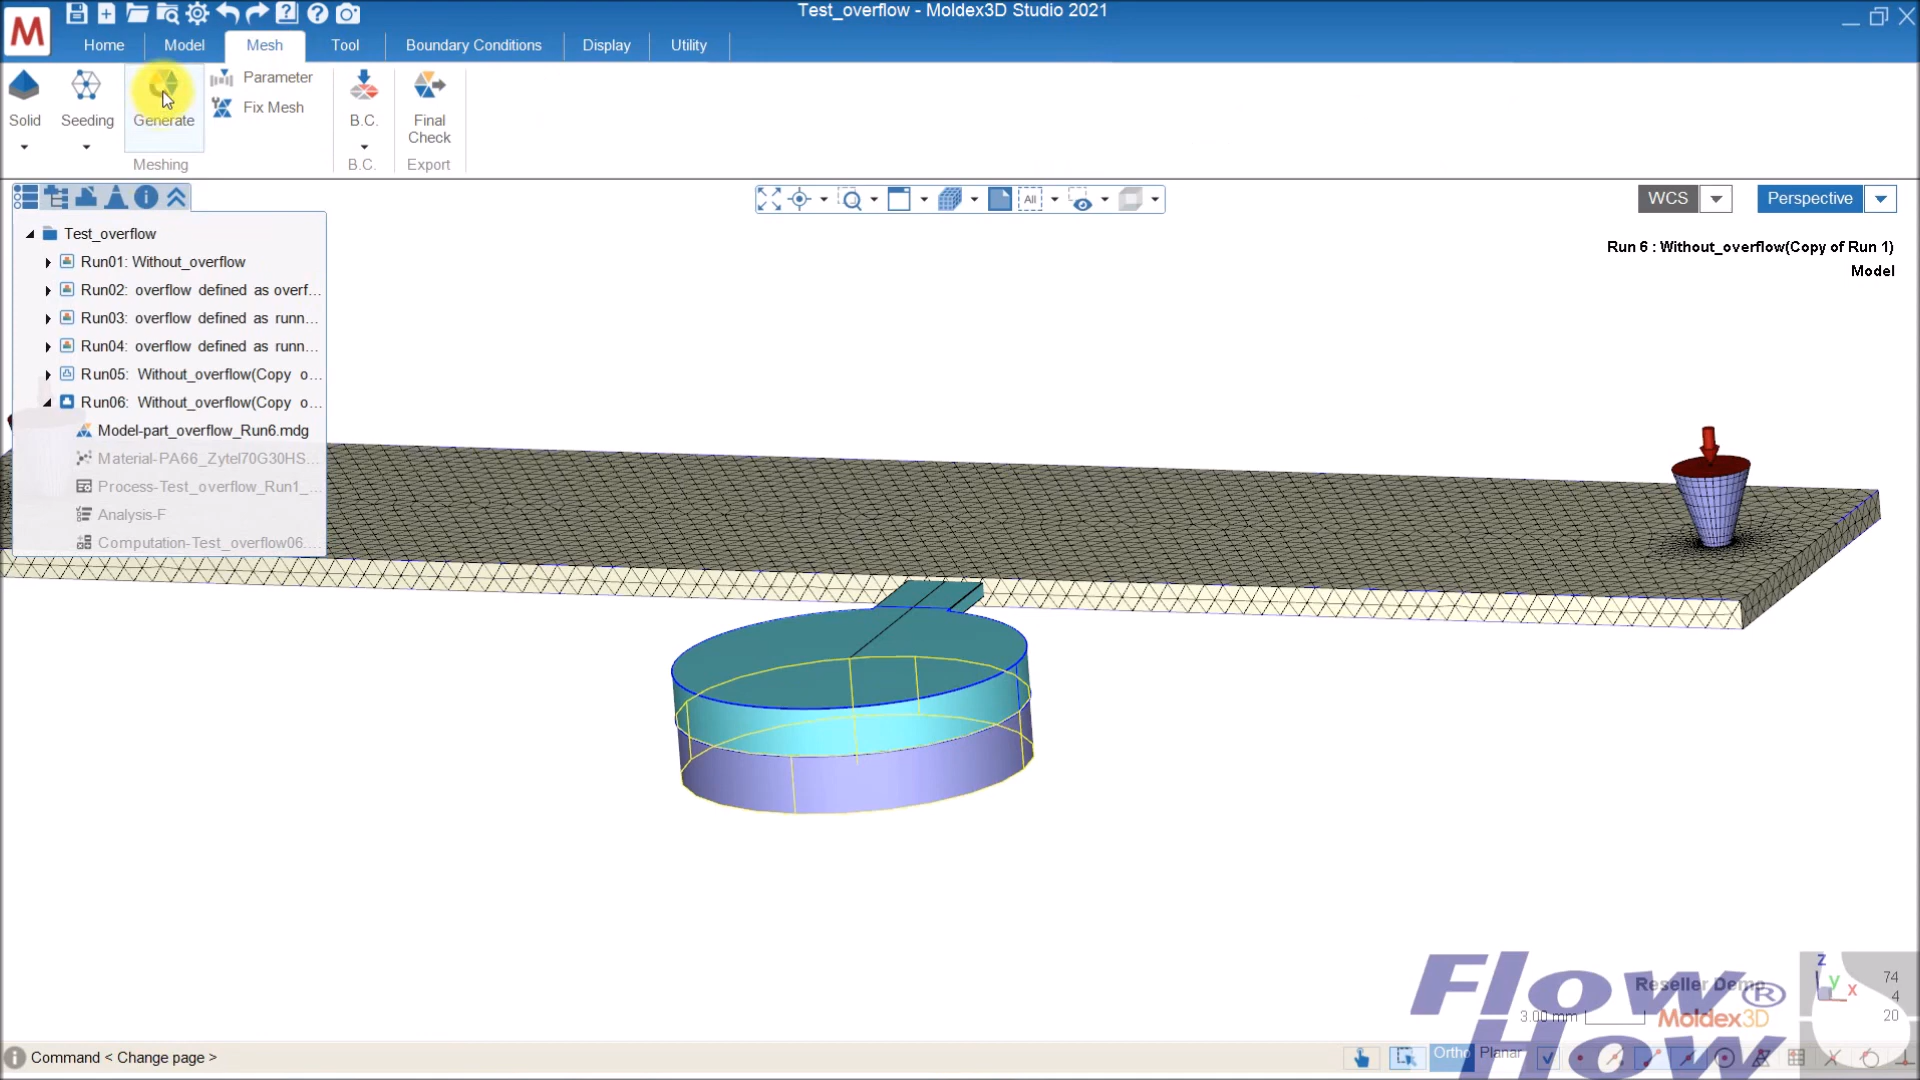 Test_overflow - Moldex3D Studio 2021
M
Home
Model
Mesh
Tool
Boundary Conditions
Display
Utility
Solid
Seeding
Generate
Parameter
Fix Mesh
Meshing
B.C.
B.C.
Final
Check
Export
All
WCS
Perspective
Run 6 : Without_overflow(Copy of Run 1)
Model
Test_overflow
Run01: Without_overflow
Run02: overflow defined as overf...
Run03: overflow defined as runn...
Run04: overflow defined as runn...
Run05: Without_overflow(Copy o...
Run06: Without_overflow(Copy o...
Model-part_overflow_Run6.mdg
Material-PA66_Zytel70G30HS...
Process-Test_overflow_Run1_...
Analysis-F
Computation-Test_overflow06...
Flow®
How
Reseller Demo
Moldex3D
3.00 mm
Z
Y
X
74
4
20
Command < Change page >
Ortho
Planar